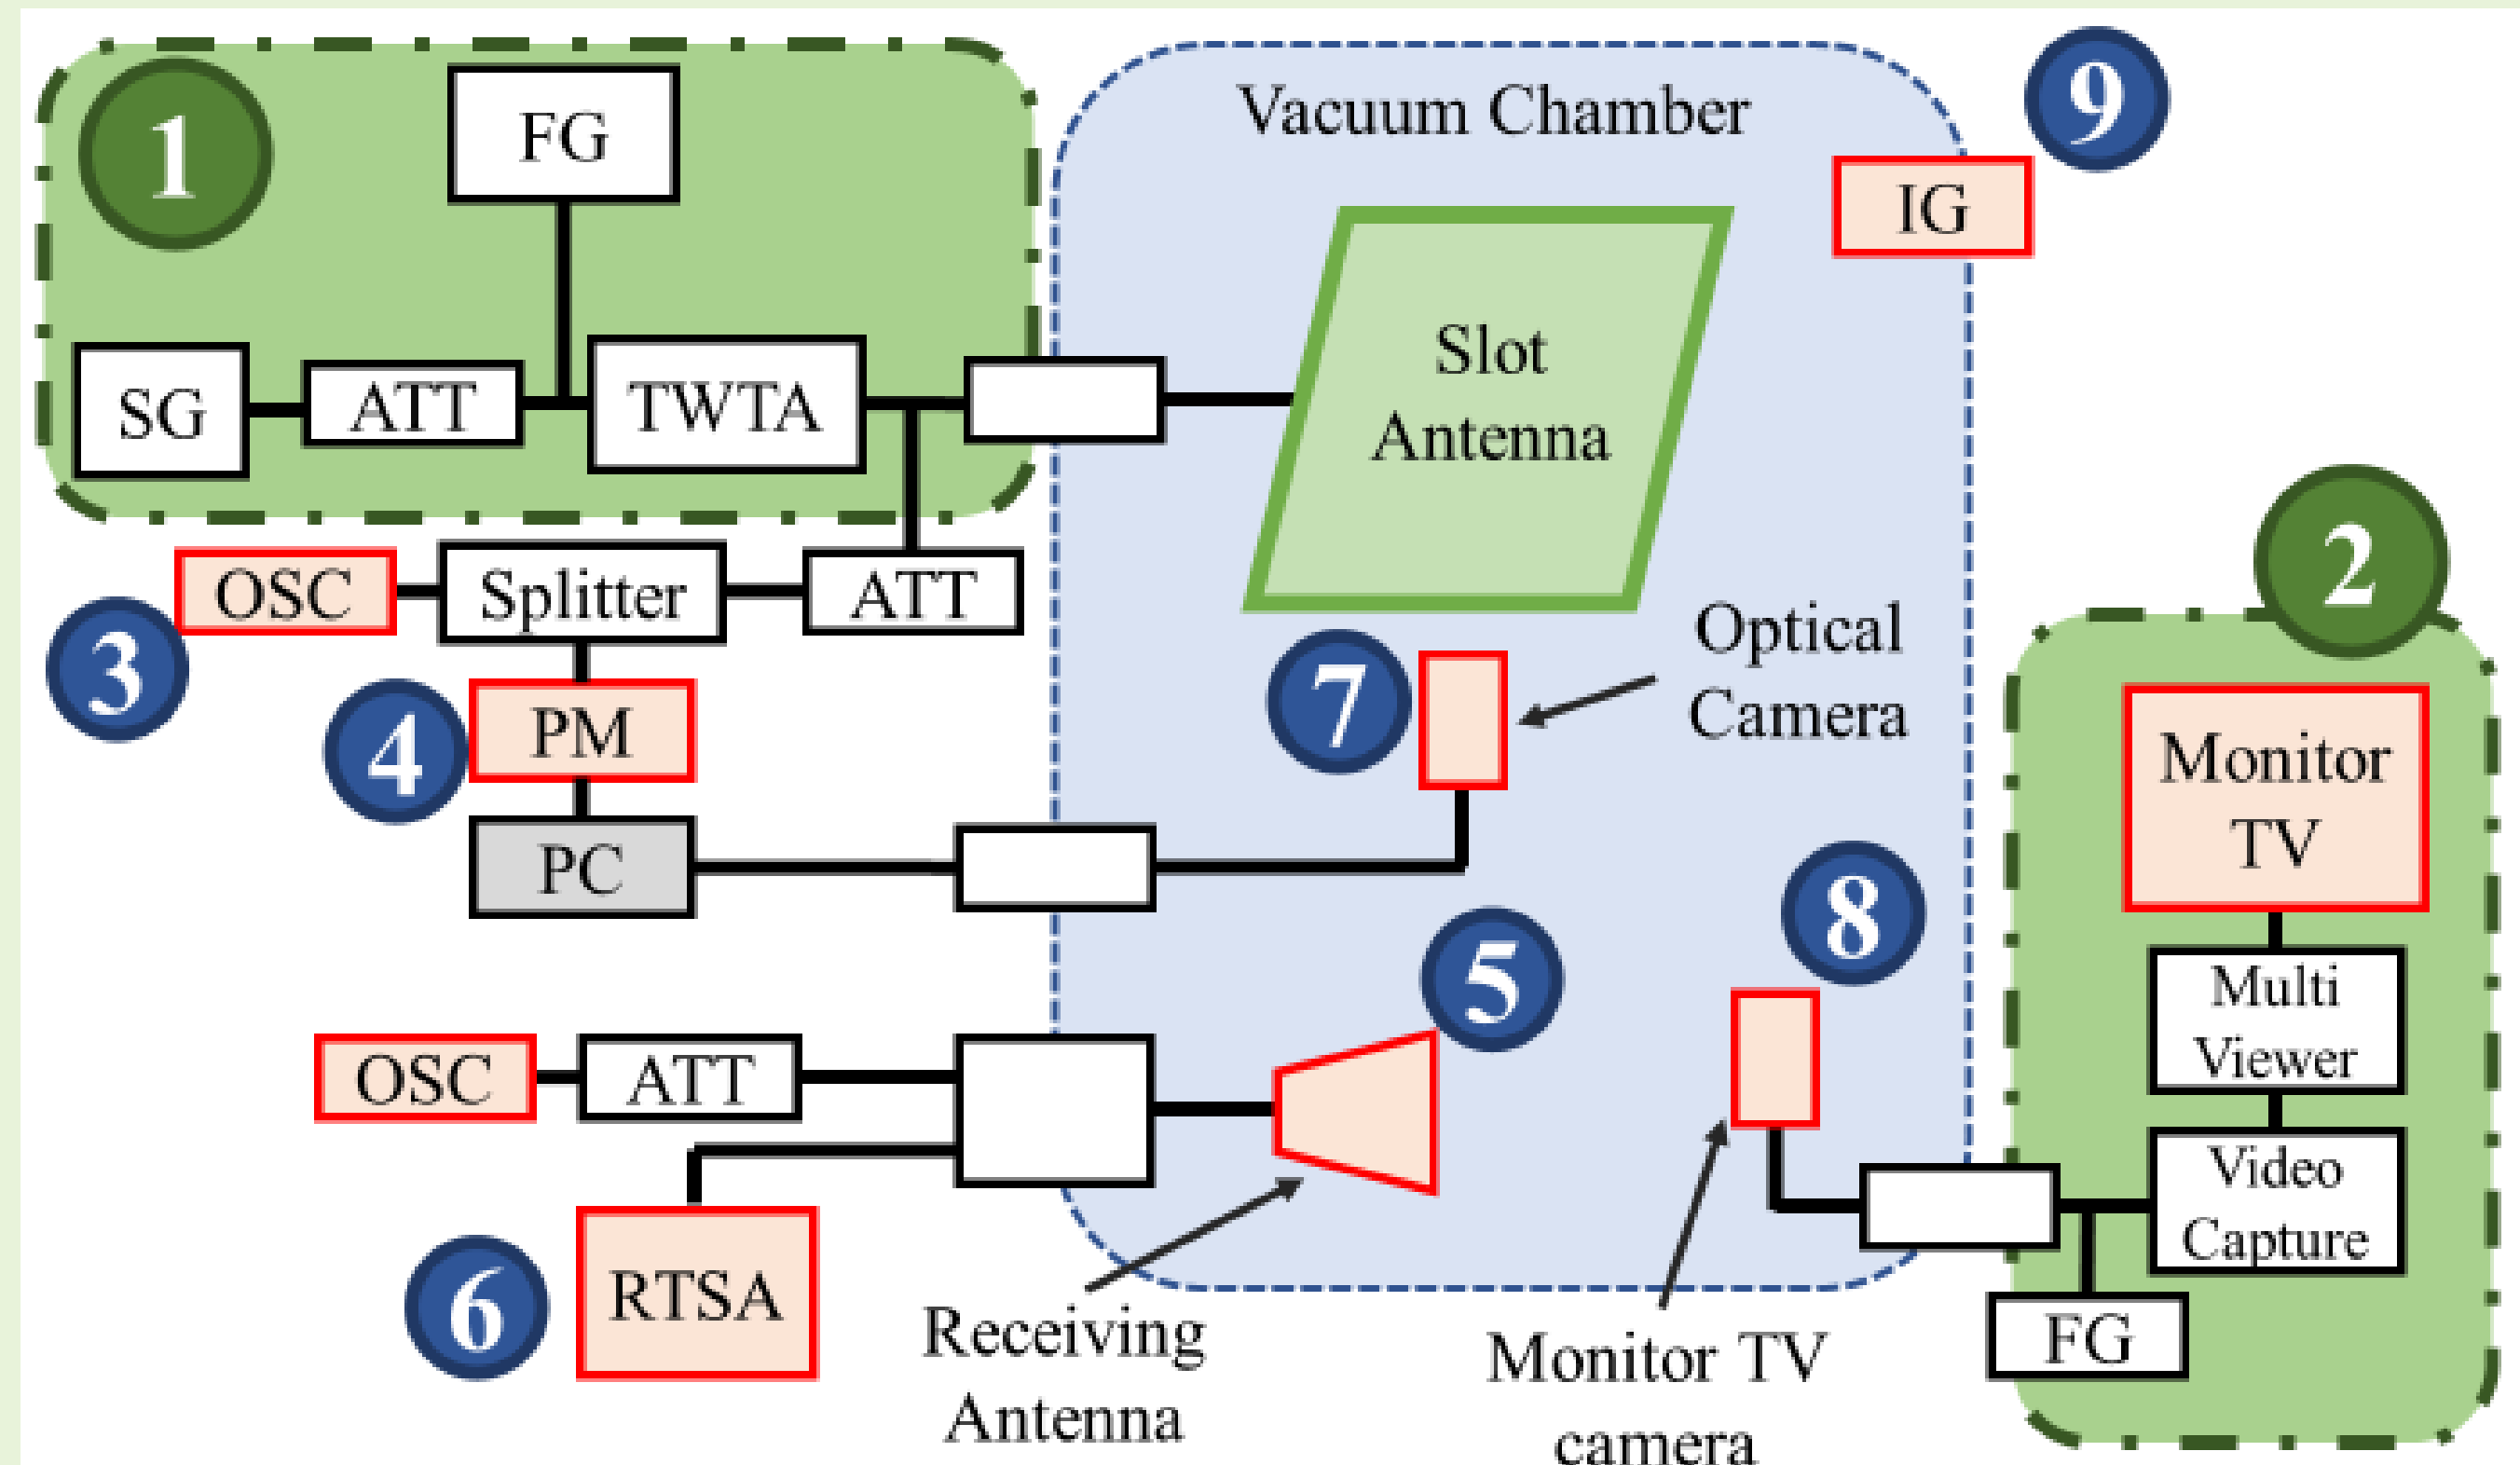 1
FG
SG
ATT
TWTA
Vacuum Chamber
9
IG
Slot
Antenna
OSC
Splitter
ATT
3
4
PM
PC
7
Optical
Camera
2
Monitor
TV
Multi
Viewer
Video
Capture
FG
8
5
OSC
ATT
6
RTSA
Receiving
Antenna
Monitor TV
camera